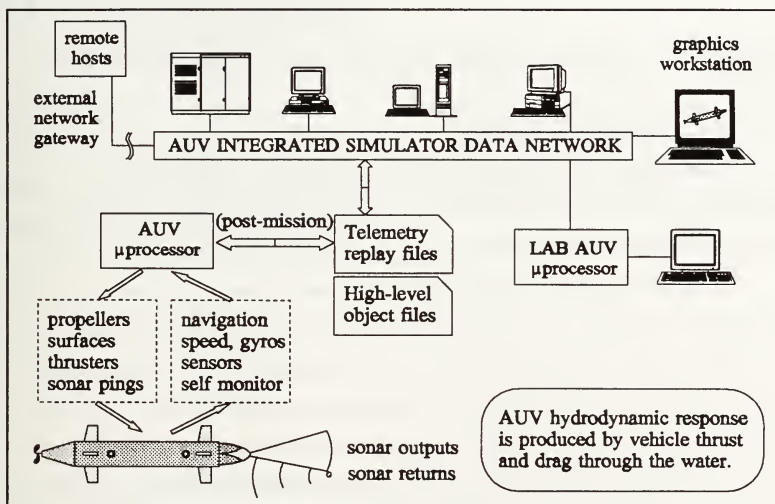 remote
hosts
graphics
workstation
external
network
gateway
AUV INTEGRATED SIMULATOR DATA NETWORK
AUV
μprocessor
(post-mission)
Telemetry
replay files
High-level
object files
LAB AUV
μprocessor
propellers
surfaces
thrusters
sonar pings
navigation
speed, gyros
sensors
self monitor
sonar outputs
sonar returns
AUV hydrodynamic response
is produced by vehicle thrust
and drag through the water.